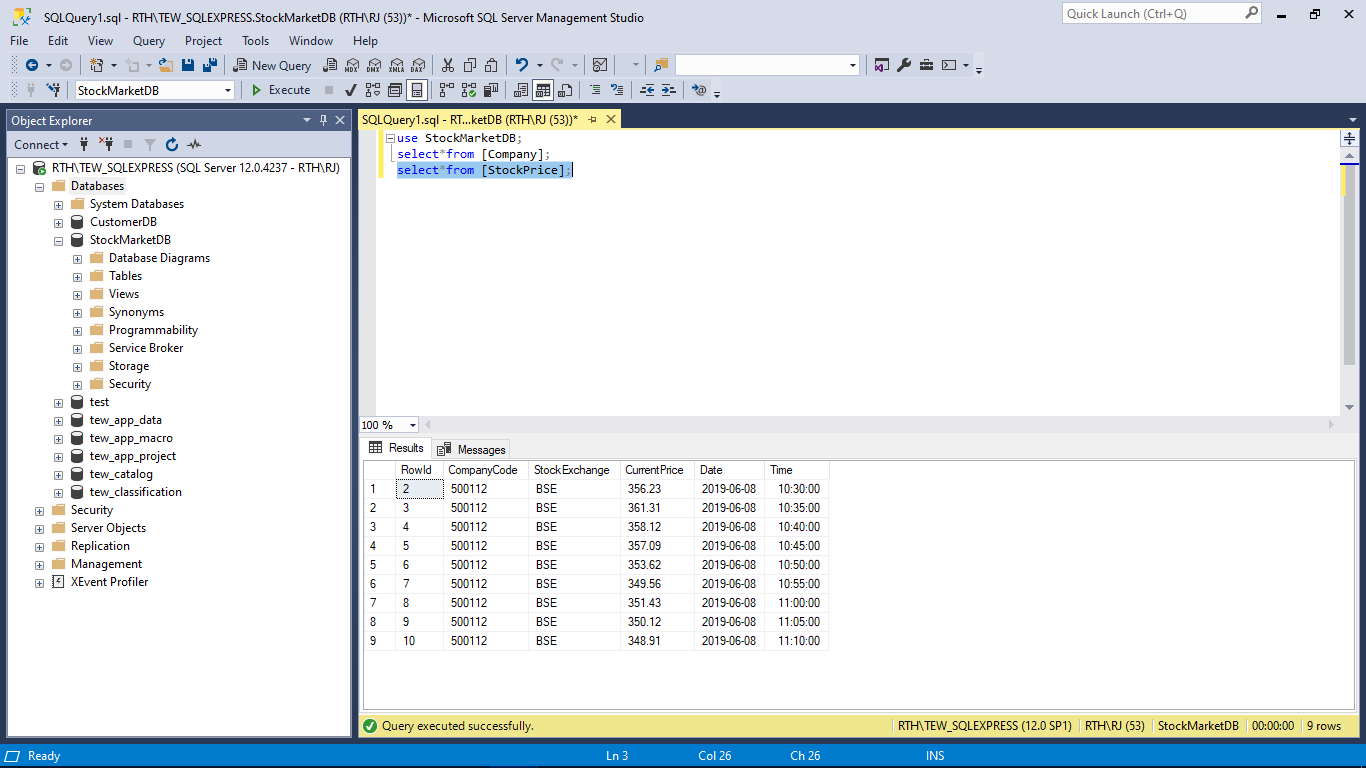 SQLQuery1.sql - RTH\TEW_SQLEXPRESS.StockMarketDB (RTH\RJ (53))* - Microsoft SQL Server Management Studio
Quick Launch (Ctrl+Q)
File Edit View Query Project Tools Window Help
New Query MDX DMX XMLA DAX
StockMarketDB Execute
Object Explorer
Connect
RTH\TEW_SQLEXPRESS (SQL Server 12.0.4237 - RTH\RJ)
Databases
System Databases
CustomerDB
StockMarketDB
Database Diagrams
Tables
Views
Synonyms
Programmability
Service Broker
Storage
Security
test
tew_app_data
tew_app_macro
tew_app_project
tew_catalog
tew_classification
Security
Server Objects
Replication
Management
XEvent Profiler
SQLQuery1.sql - RT...ketDB (RTH\RJ (53))*
use StockMarketDB;
select*from [Company];
select*from [StockPrice];
100 %
Results Messages
RowId CompanyCode StockExchange CurrentPrice Date Time
1 2 500112 BSE 356.23 2019-06-08 10:30:00
2 3 500112 BSE 361.31 2019-06-08 10:35:00
3 4 500112 BSE 358.12 2019-06-08 10:40:00
4 5 500112 BSE 357.09 2019-06-08 10:45:00
5 6 500112 BSE 353.62 2019-06-08 10:50:00
6 7 500112 BSE 349.56 2019-06-08 10:55:00
7 8 500112 BSE 351.43 2019-06-08 11:00:00
8 9 500112 BSE 350.12 2019-06-08 11:05:00
9 10 500112 BSE 348.91 2019-06-08 11:10:00
Query executed successfully. RTH\TEW_SQLEXPRESS (12.0 SP1) RTH\RJ (53) StockMarketDB 00:00:00 9 rows
Ready Ln 3 Col 26 Ch 26 INS